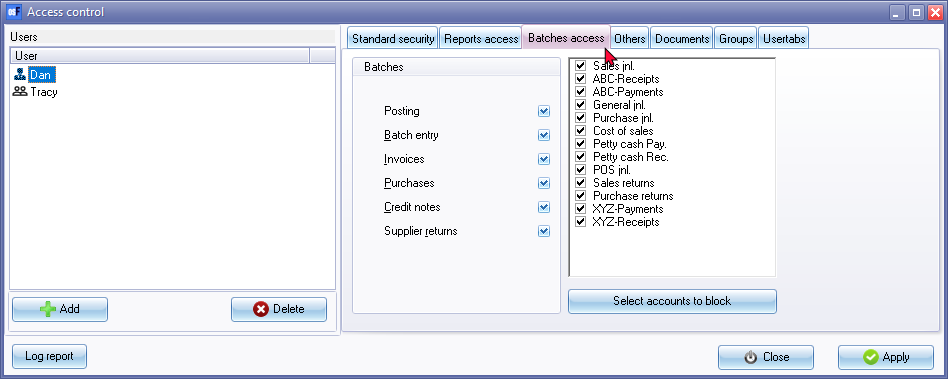 Access control
Users
User
Dan
Tracy
Add
Delete
Standard security
Reports access
Batches access
Others
Documents
Groups
Usertabs
Batches
Posting
Batch entry
Invoices
Purchases
Credit notes
Supplier returns
Sales jnl.
ABC-Receipts
ABC-Payments
General jnl.
Purchase jnl.
Cost of sales
Petty cash Pay.
Petty cash Rec.
POS jnl.
Sales returns
Purchase returns
XYZ-Payments
XYZ-Receipts
Select accounts to block
Log report
Close
Apply